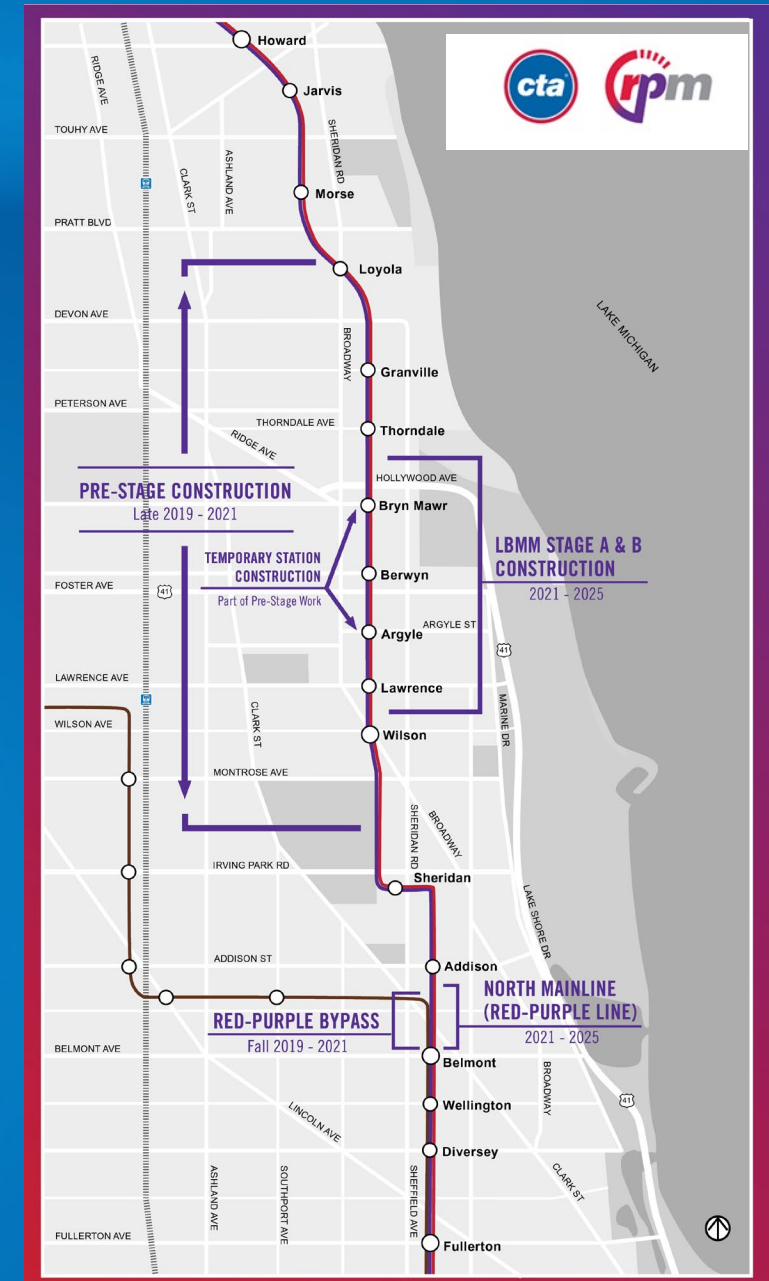 Howard
cta
rpm
RIDGE AVE
Jarvis
TOUHY AVE
SHERIDAN RD
CLARK ST
ASHLAND AVE
Morse
PRATT BLVD
Loyola
DEVON AVE
LAKE MICHIGAN
BROADWAY
Granville
PETERSON AVE
THORNDALE AVE
Thorndale
RIDGE AVE
HOLLYWOOD AVE
PRE-STAGE CONSTRUCTION
Late 2019 - 2021
Bryn Mawr
LBMM STAGE A & B
CONSTRUCTION
2021 - 2025
TEMPORARY STATION
CONSTRUCTION
Part of Pre-Stage Work
Berwyn
FOSTER AVE
41
ARGYLE ST
Argyle
41
LAWRENCE AVE
Lawrence
MARINE DR
CLARK ST
WILSON AVE
Wilson
MONTROSE AVE
SHERIDAN RD
BROADWAY
IRVING PARK RD
Sheridan
LAKE SHORE DR
ADDISON ST
Addison
NORTH MAINLINE
(RED-PURPLE LINE)
2021 - 2025
RED-PURPLE BYPASS
Fall 2019 - 2021
BELMONT AVE
Belmont
BROADWAY
41
Wellington
LINCOLN AVE
Diversey
CLARK ST
ASHLAND AVE
SOUTHPORT AVE
SHEFFIELD AVE
FULLERTON AVE
Fullerton